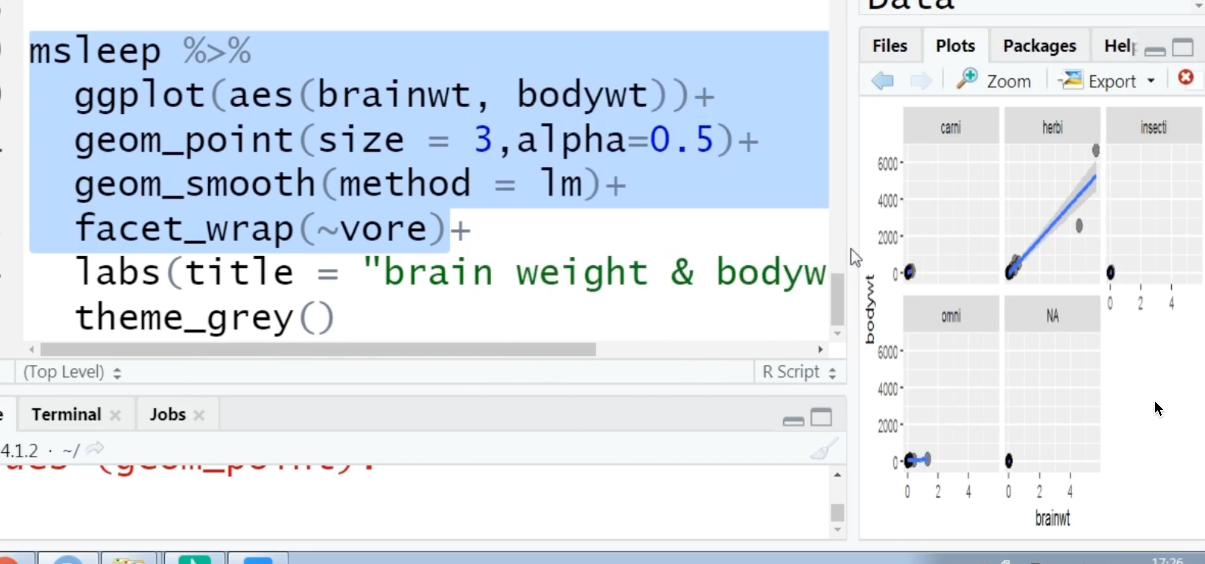 Data
msleep %>%
ggplot(aes(brainwt, bodywt))+
geom_point(size = 3,alpha=0.5)+
geom_smooth(method = lm)+
facet_wrap(~vore)+
labs(title = "brain weight & bodyw
theme_grey()
(Top Level)
R Script
Terminal
Jobs
4.1.2 · ~/
(geom_point).
Files
Plots
Packages
Help
Zoom
Export
carni
herbi
insecti
6000
4000
2000
0
0 2 4
omni
NA
6000
4000
2000
0
0 2 4
0 2 4
bodywt
brainwt
17:26